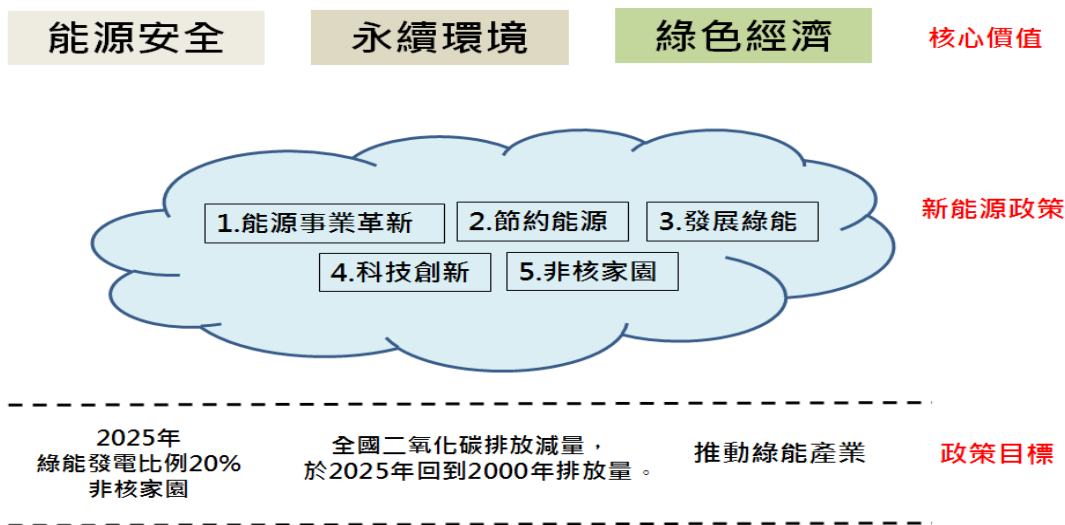 能源安全
永續環境
綠色經濟
核心價值
1.能源事業革新
2.節約能源
3.發展綠能
新能源政策
4.科技創新
5.非核家園
2025年
綠能發電比例20%
非核家園
全國二氧化碳排放減量，
於2025年回到2000年排放量。
推動綠能產業
政策目標